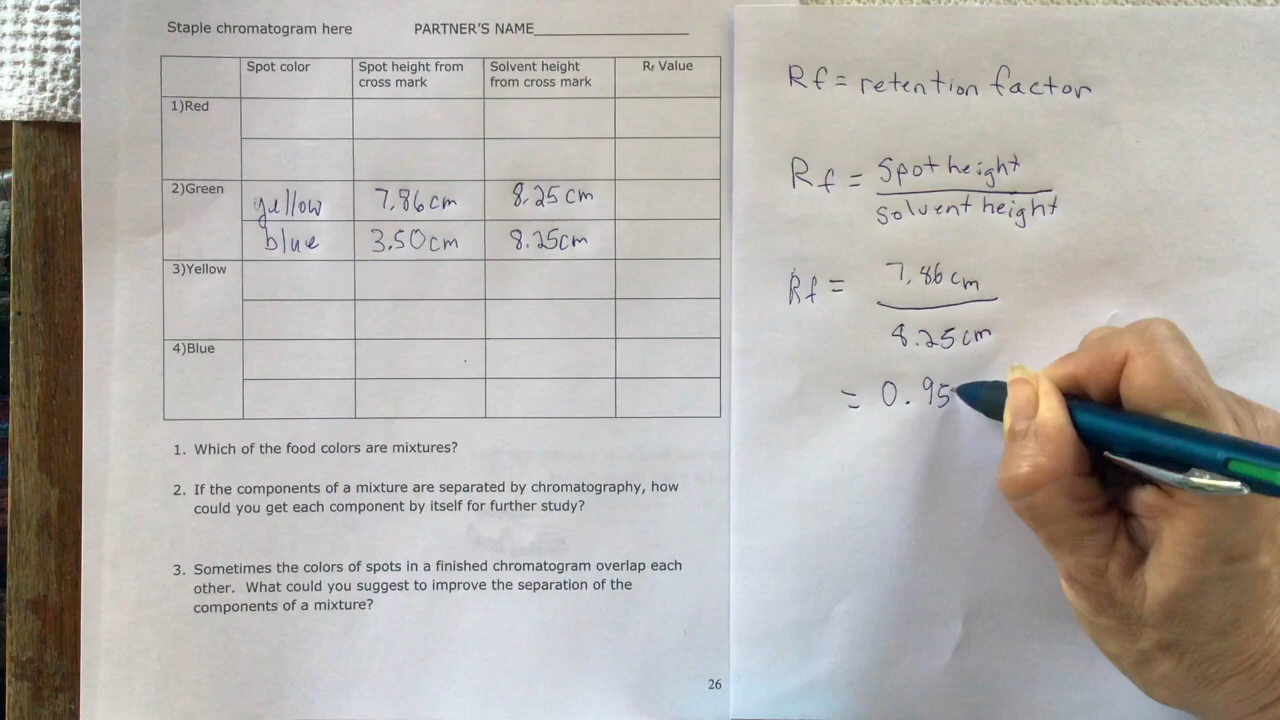 Staple chromatogram here PARTNER'S NAME____________________
Spot color Spot height from cross mark Solvent height from cross mark Rf Value
1)Red
2)Green yellow 7.86 cm 8.25 cm
blue 3.50cm 8.25cm
3)Yellow
4)Blue
1. Which of the food colors are mixtures?
2. If the components of a mixture are separated by chromatography, how
could you get each component by itself for further study?
3. Sometimes the colors of spots in a finished chromatogram overlap each
other. What could you suggest to improve the separation of the
components of a mixture?
26
Rf = retention factor
Rf = Spot height
solvent height
Rf = 7.86 cm
8.25 cm
= 0.95